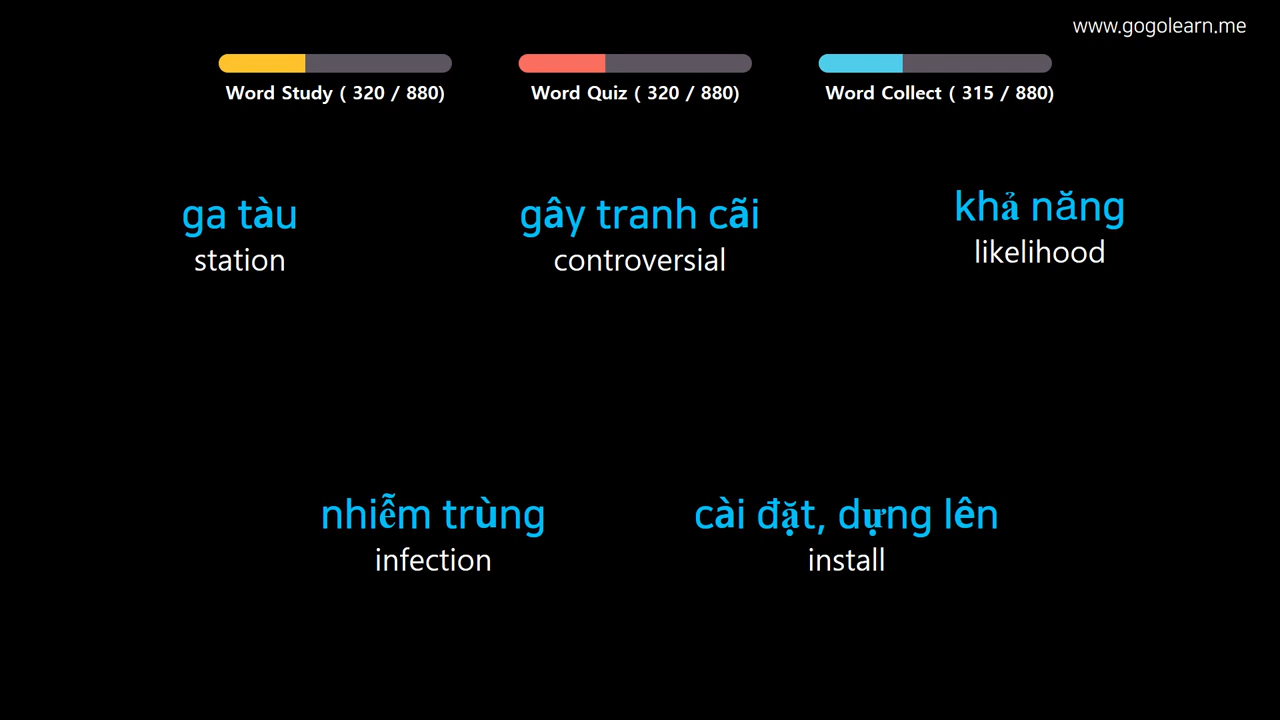 www.gogolearn.me
Word Study ( 320 / 880)
Word Quiz ( 320 / 880)
Word Collect ( 315 / 880)
ga tàu
station
gây tranh cãi
controversial
khả năng
likelihood
nhiễm trùng
infection
cài đặt, dựng lên
install